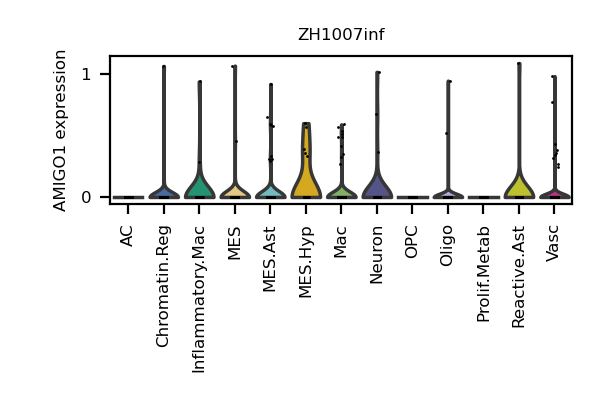 ZH1007inf
AMIGO1 expression
1
0
AC
Chromatin.Reg
Inflammatory.Mac
MES
MES.Ast
MES.Hyp
Mac
Neuron
OPC
Oligo
Prolif.Metab
Reactive.Ast
Vasc